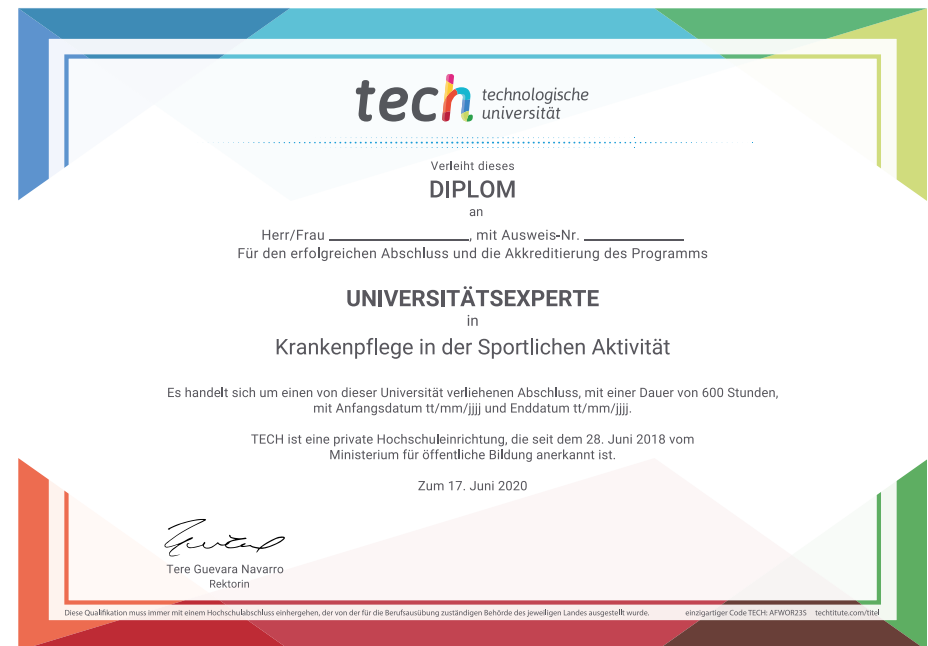 tech technologische
universität
Verleiht dieses
DIPLOM
an
Herr/Frau ____________, mit Ausweis-Nr. ____________
Für den erfolgreichen Abschluss und die Akkreditierung des Programms
UNIVERSITÄTSEXPERTE
in
Krankenpflege in der Sportlichen Aktivität
Es handelt sich um einen von dieser Universität verliehenen Abschluss, mit einer Dauer von 600 Stunden,
mit Anfangsdatum tt/mm/jjjj und Enddatum tt/mm/jjjj.
TECH ist eine private Hochschuleinrichtung, die seit dem 28. Juni 2018 vom
Ministerium für öffentliche Bildung anerkannt ist.
Zum 17. Juni 2020
Tere Guevara Navarro
Rektorin
Diese Qualifikation muss immer mit einem Hochschulabschluss einhergehen, der von der für die Berufsausübung zuständigen Behörde des jeweiligen Landes ausgestellt wurde. einzigartiger Code TECH: AFWOR23S techtitute.com/titel